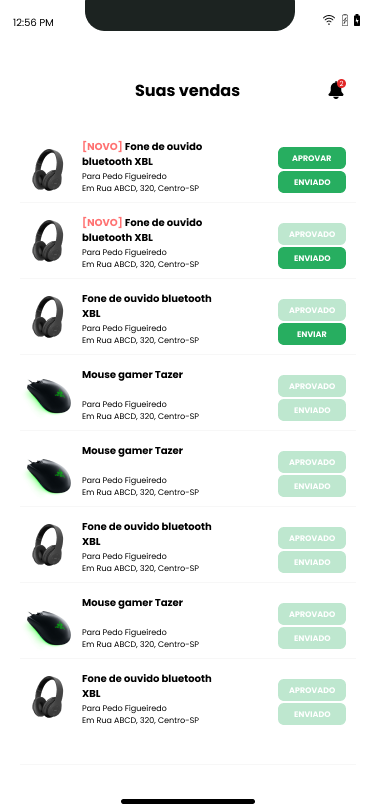 12:56 PM
Suas vendas
2
[NOVO] Fone de ouvido
bluetooth XBL
Para Pedo Figueiredo
Em Rua ABCD, 320, Centro-SP
APROVAR
ENVIADO
[NOVO] Fone de ouvido
bluetooth XBL
Para Pedo Figueiredo
Em Rua ABCD, 320, Centro-SP
APROVADO
ENVIADO
Fone de ouvido bluetooth
XBL
Para Pedo Figueiredo
Em Rua ABCD, 320, Centro-SP
APROVADO
ENVIAR
Mouse gamer Tazer
Para Pedo Figueiredo
Em Rua ABCD, 320, Centro-SP
APROVADO
ENVIADO
Mouse gamer Tazer
Para Pedo Figueiredo
Em Rua ABCD, 320, Centro-SP
APROVADO
ENVIADO
Fone de ouvido bluetooth
XBL
Para Pedo Figueiredo
Em Rua ABCD, 320, Centro-SP
APROVADO
ENVIADO
Mouse gamer Tazer
Para Pedo Figueiredo
Em Rua ABCD, 320, Centro-SP
APROVADO
ENVIADO
Fone de ouvido bluetooth
XBL
Para Pedo Figueiredo
Em Rua ABCD, 320, Centro-SP
APROVADO
ENVIADO